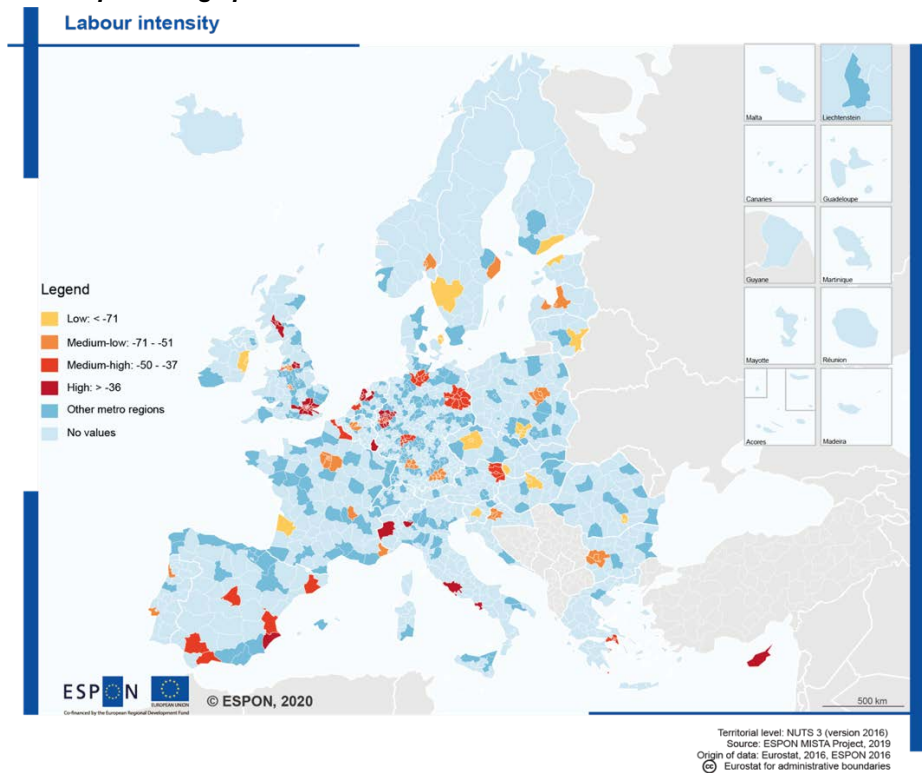 Labour intensity
Malta
Liechtenstein
Canaries
Guadeloupe
Guyane
Martinique
Mayotte
Réunion
Acores
Madeira
Legend
Low: < -71
Medium-low: -71 - -51
Medium-high: -50 - -37
High: > -36
Other metro regions
No values
ESPON
EUROPEAN UNION
Co-financed by the European Regional Development Fund
© ESPON, 2020
500 km
Territorial level: NUTS 3 (version 2016)
Source: ESPON MISTA Project, 2019
Origin of data: Eurostat, 2016, ESPON 2016
cc Eurostat for administrative boundaries